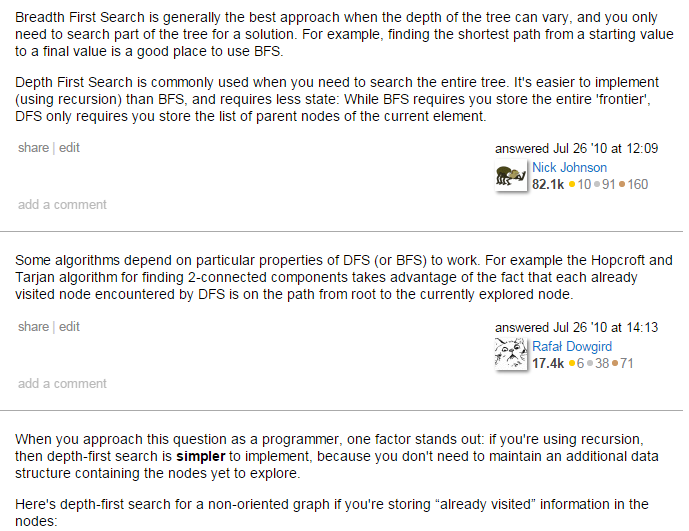 Breadth First Search is generally the best approach when the depth of the tree can vary, and you only
need to search part of the tree for a solution. For example, finding the shortest path from a starting value
to a final value is a good place to use BFS.
Depth First Search is commonly used when you need to search the entire tree. It's easier to implement
(using recursion) than BFS, and requires less state: While BFS requires you store the entire 'frontier',
DFS only requires you store the list of parent nodes of the current element.
share | edit
answered Jul 26 '10 at 12:09
Nick Johnson
82.1k ●10●91●160
add a comment
Some algorithms depend on particular properties of DFS (or BFS) to work. For example the Hopcroft and
Tarjan algorithm for finding 2-connected components takes advantage of the fact that each already
visited node encountered by DFS is on the path from root to the currently explored node.
share | edit
answered Jul 26 '10 at 14:13
Rafał Dowgird
17.4k ●6●38●71
add a comment
When you approach this question as a programmer, one factor stands out: if you're using recursion,
then depth-first search is simpler to implement, because you don't need to maintain an additional data
structure containing the nodes yet to explore.
Here's depth-first search for a non-oriented graph if you're storing “already visited” information in the
nodes: